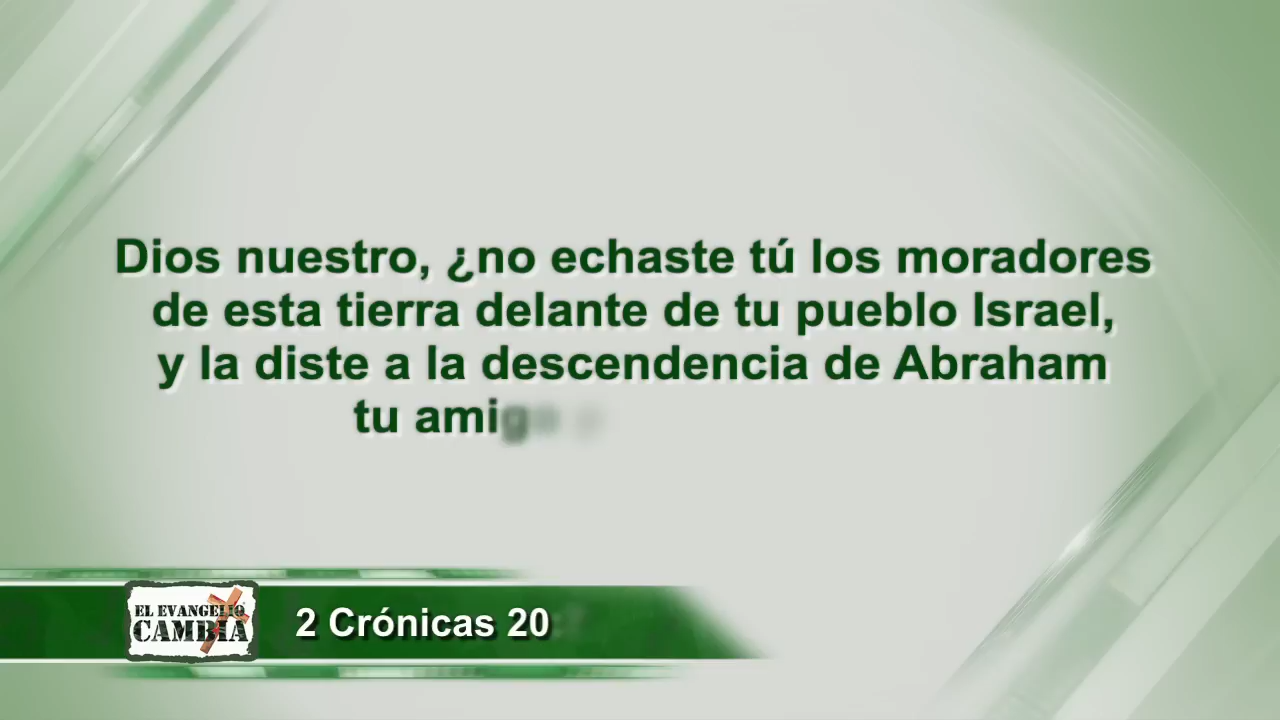 Dios nuestro, ¿no echaste tú los moradores
de esta tierra delante de tu pueblo Israel,
y la diste a la descendencia de Abraham
tu amigo
EL EVANGELIO
CAMBIA
2 Crónicas 20